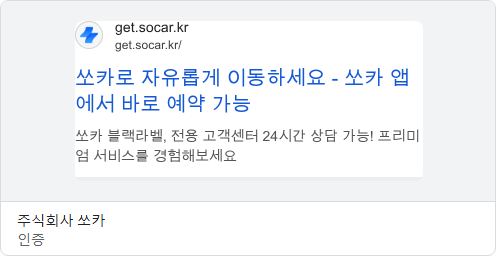 get.socar.kr
get.socar.kr/
쏘카로 자유롭게 이동하세요 - 쏘카 앱
에서 바로 예약 가능
쏘카 블랙라벨, 전용 고객센터 24시간 상담 가능! 프리미
엄 서비스를 경험해보세요
주식회사 쏘카
인증